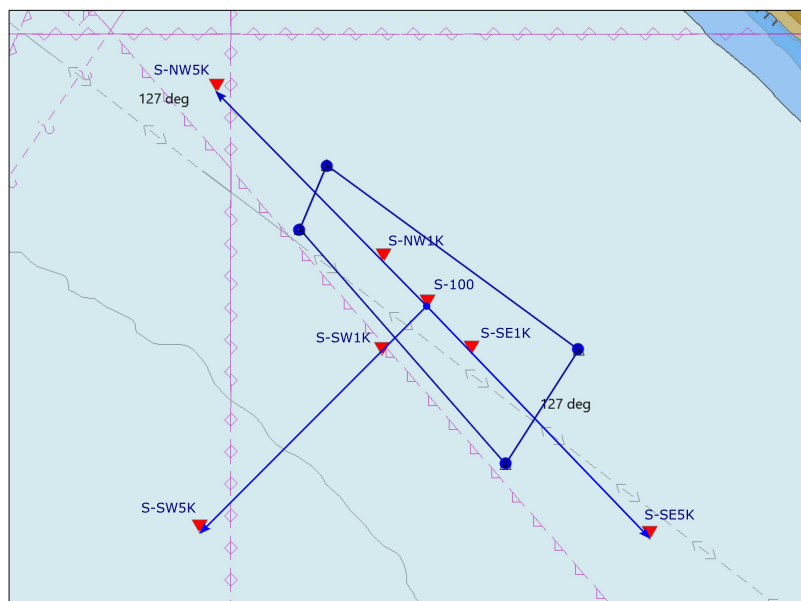 S-NW5K
127 deg
S-NW1K
S-100
S-SW1K
S-SE1K
127 deg
S-SW5K
S-SE5K